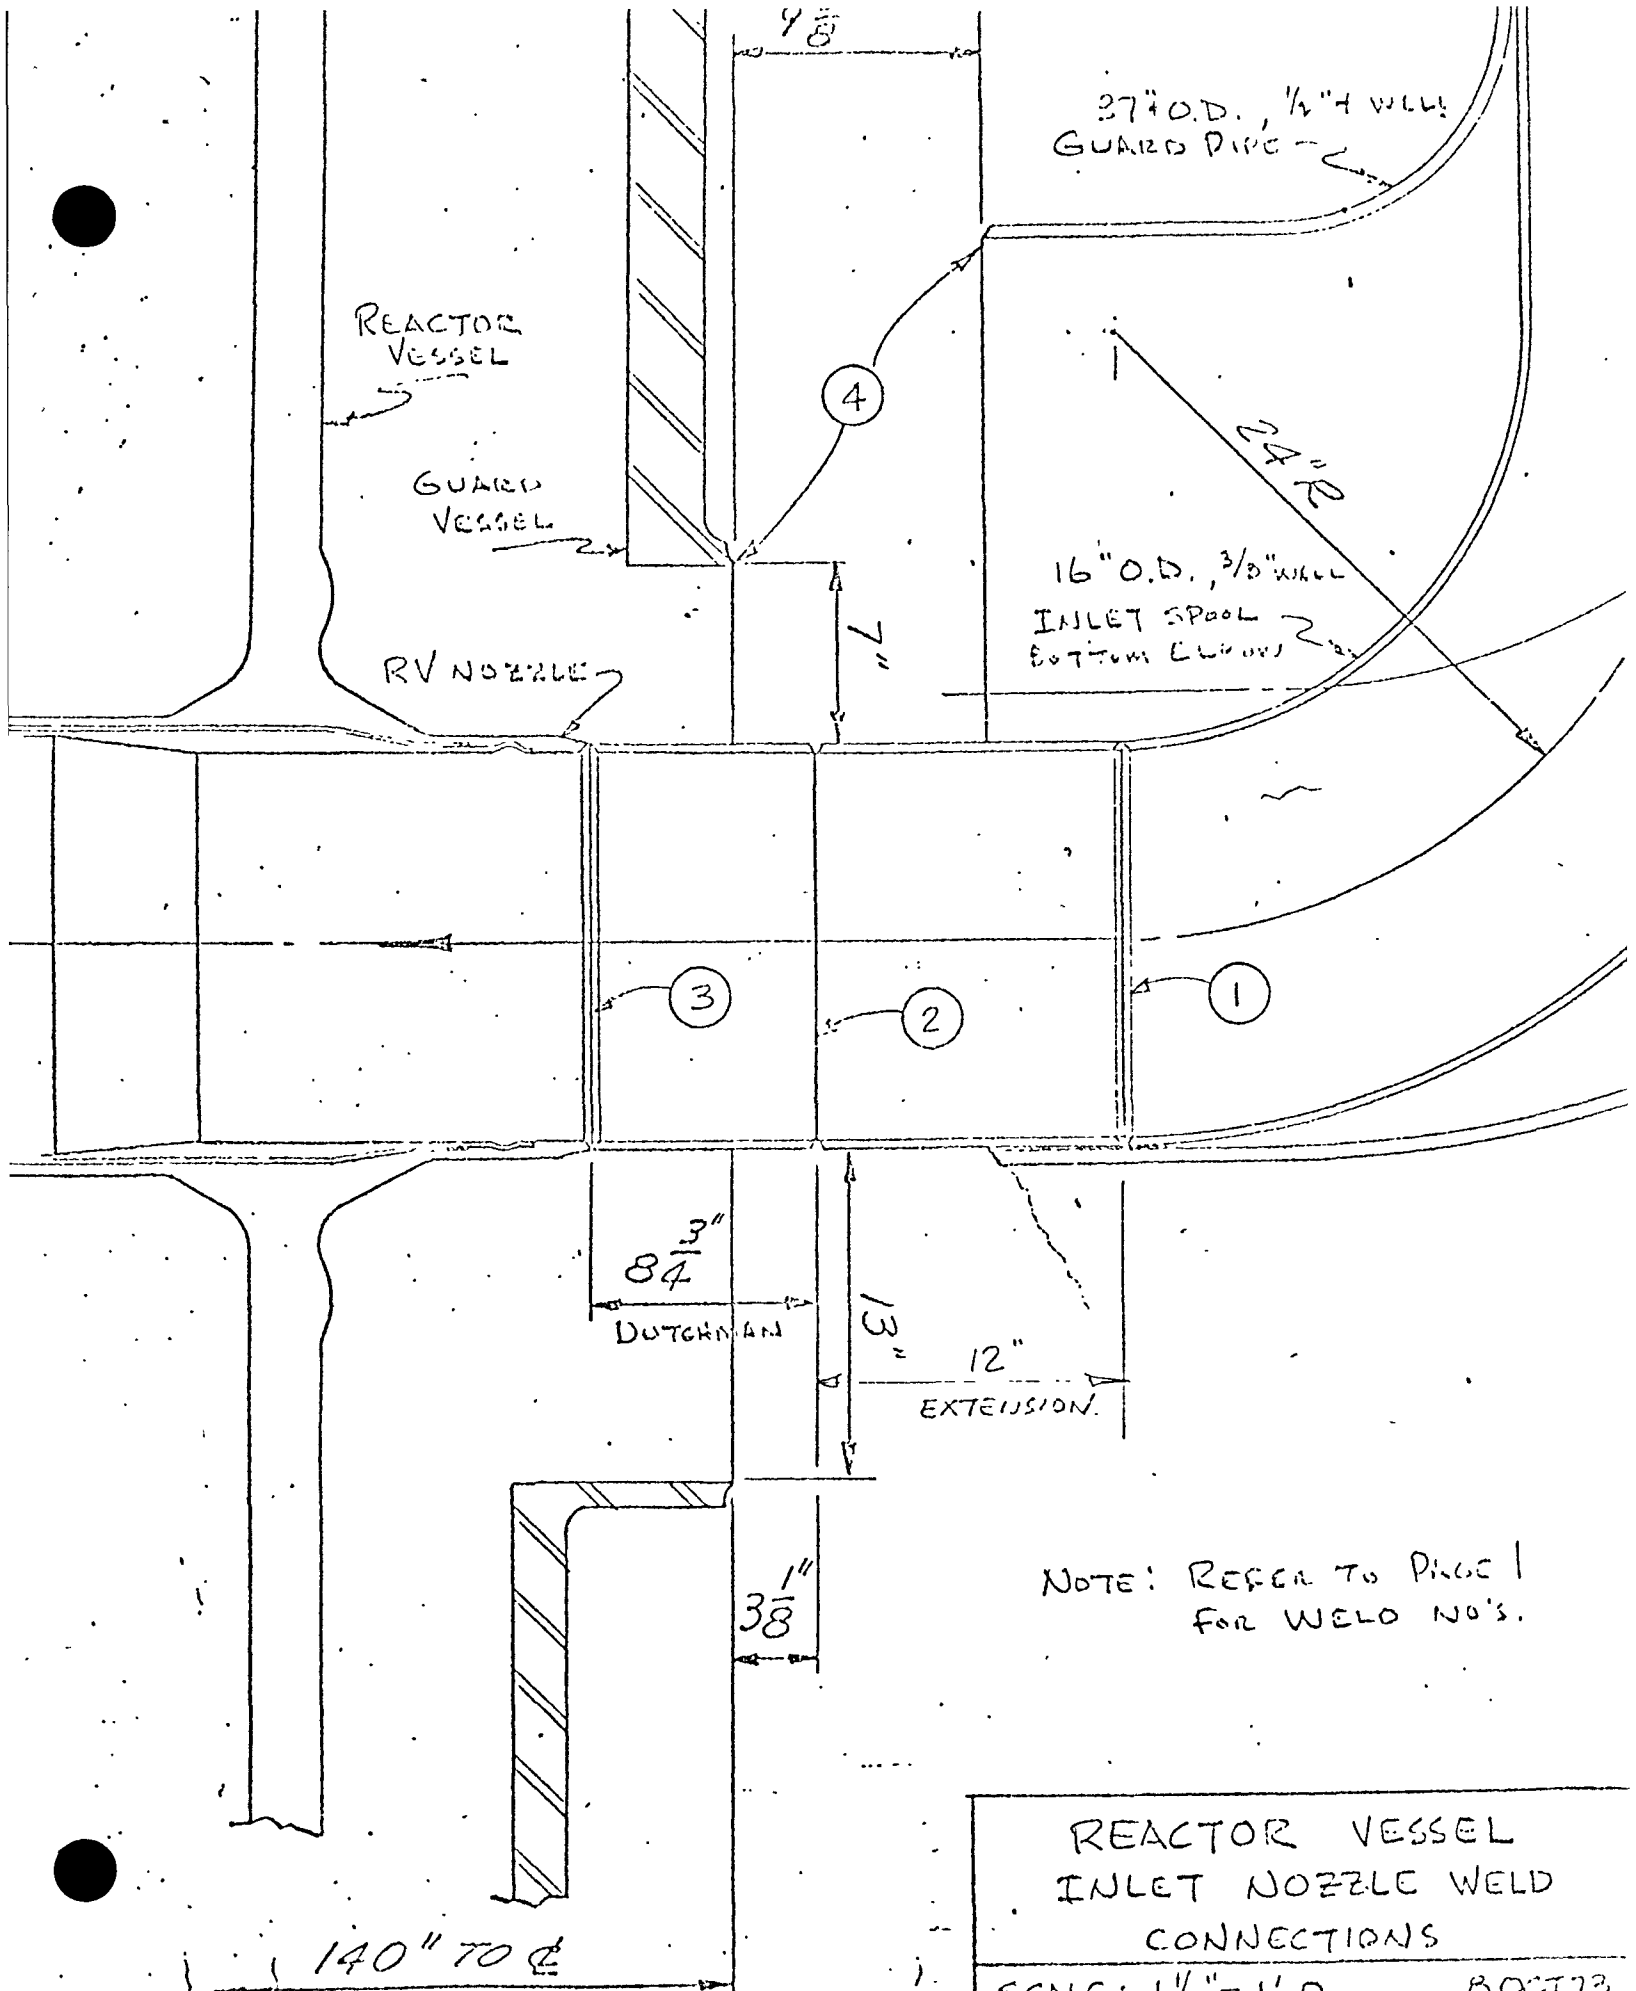 37" O.D., 1/2" WALL
GUARD PIPE
REACTOR
VESSEL
4
24"R
GUARD
VESSEL
16" O.D., 3/8" WALL
INLET SPOOL
BOTTOM ELBOW
7"
RV NOZZLE
3
2
1
8 3/4"
DUTCHMAN
13"
12"
EXTENSION.
NOTE: REFER TO PAGE 1
FOR WELD NO'S.
3 1/8"
REACTOR VESSEL
INLET NOZZLE WELD
CONNECTIONS
140" TO ℄